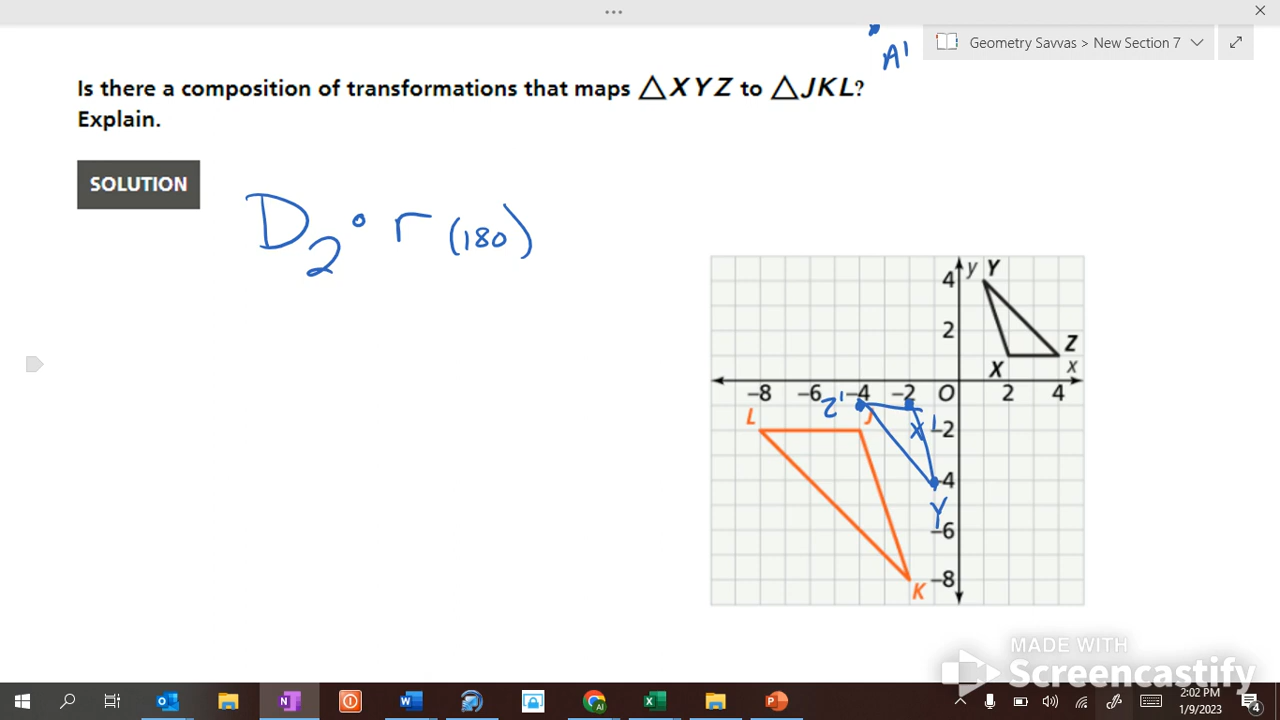 ...
Geometry Savvas > New Section 7
A'
Is there a composition of transformations that maps △XYZ to △JKL?
Explain.
SOLUTION
D₂ ∘ r (180)
4 y Y
2
Z
X x
-8 -6 -4 -2 O 2 4
Z' X'
L J -2
-4
Y
-6
-8
K
MADE WITH
Screencastify
2:02 PM
1/9/2023
4